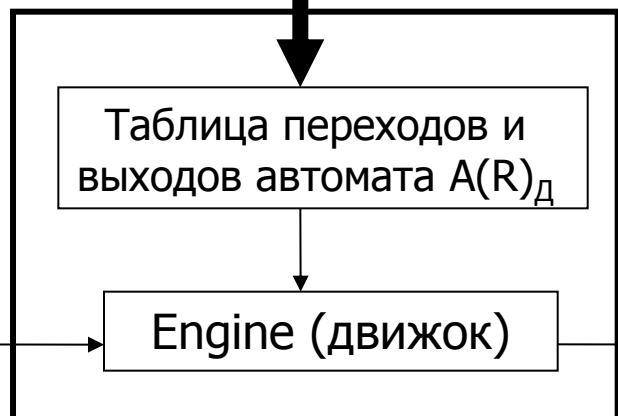 Таблица переходов и
выходов автомата A(R)д
Engine (движок)